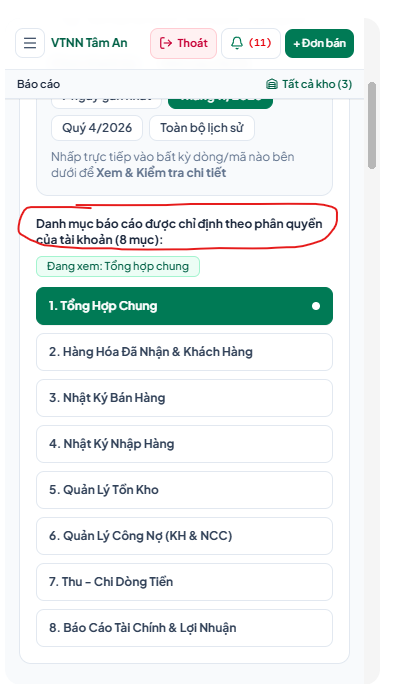 VTNN Tâm An
Thoát
(11)
+ Đơn bán
Báo cáo
Tất cả kho (3)
Quý 4/2026
Toàn bộ lịch sử
Nhấp trực tiếp vào bất kỳ dòng/mã nào bên
dưới để Xem & Kiểm tra chi tiết
Danh mục báo cáo được chỉ định theo phân quyền
của tài khoản (8 mục):
Đang xem: Tổng hợp chung
1. Tổng Hợp Chung
2. Hàng Hóa Đã Nhận & Khách Hàng
3. Nhật Ký Bán Hàng
4. Nhật Ký Nhập Hàng
5. Quản Lý Tồn Kho
6. Quản Lý Công Nợ (KH & NCC)
7. Thu - Chi Dòng Tiền
8. Báo Cáo Tài Chính & Lợi Nhuận